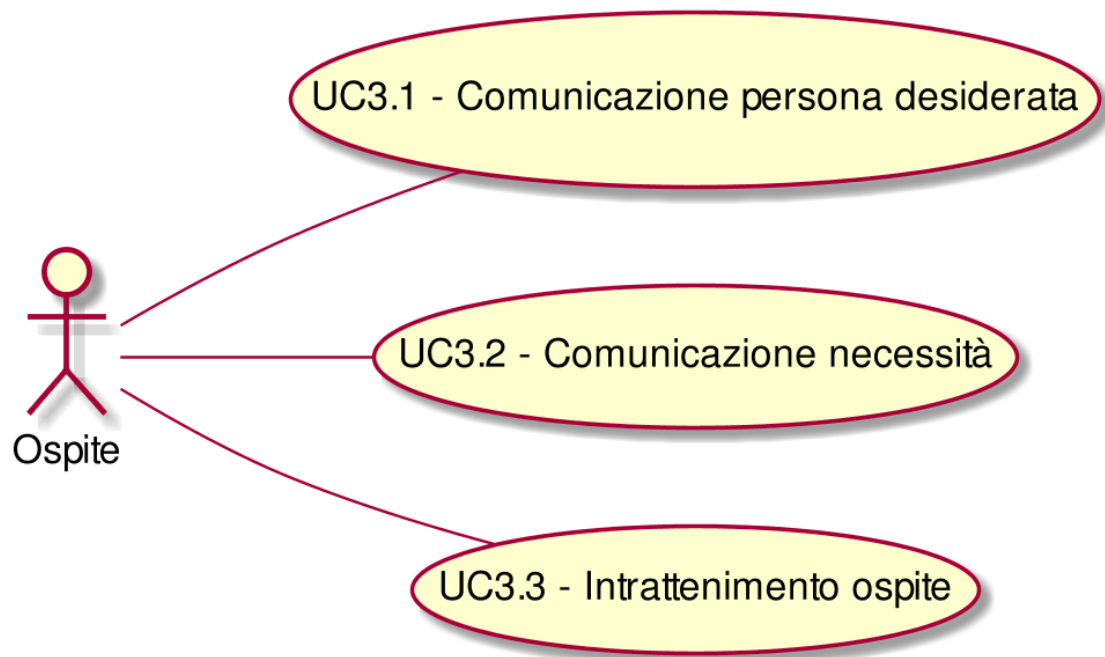 UC3.1 - Comunicazione persona desiderata
UC3.2 - Comunicazione necessità
Ospite
UC3.3 - Intrattenimento ospite